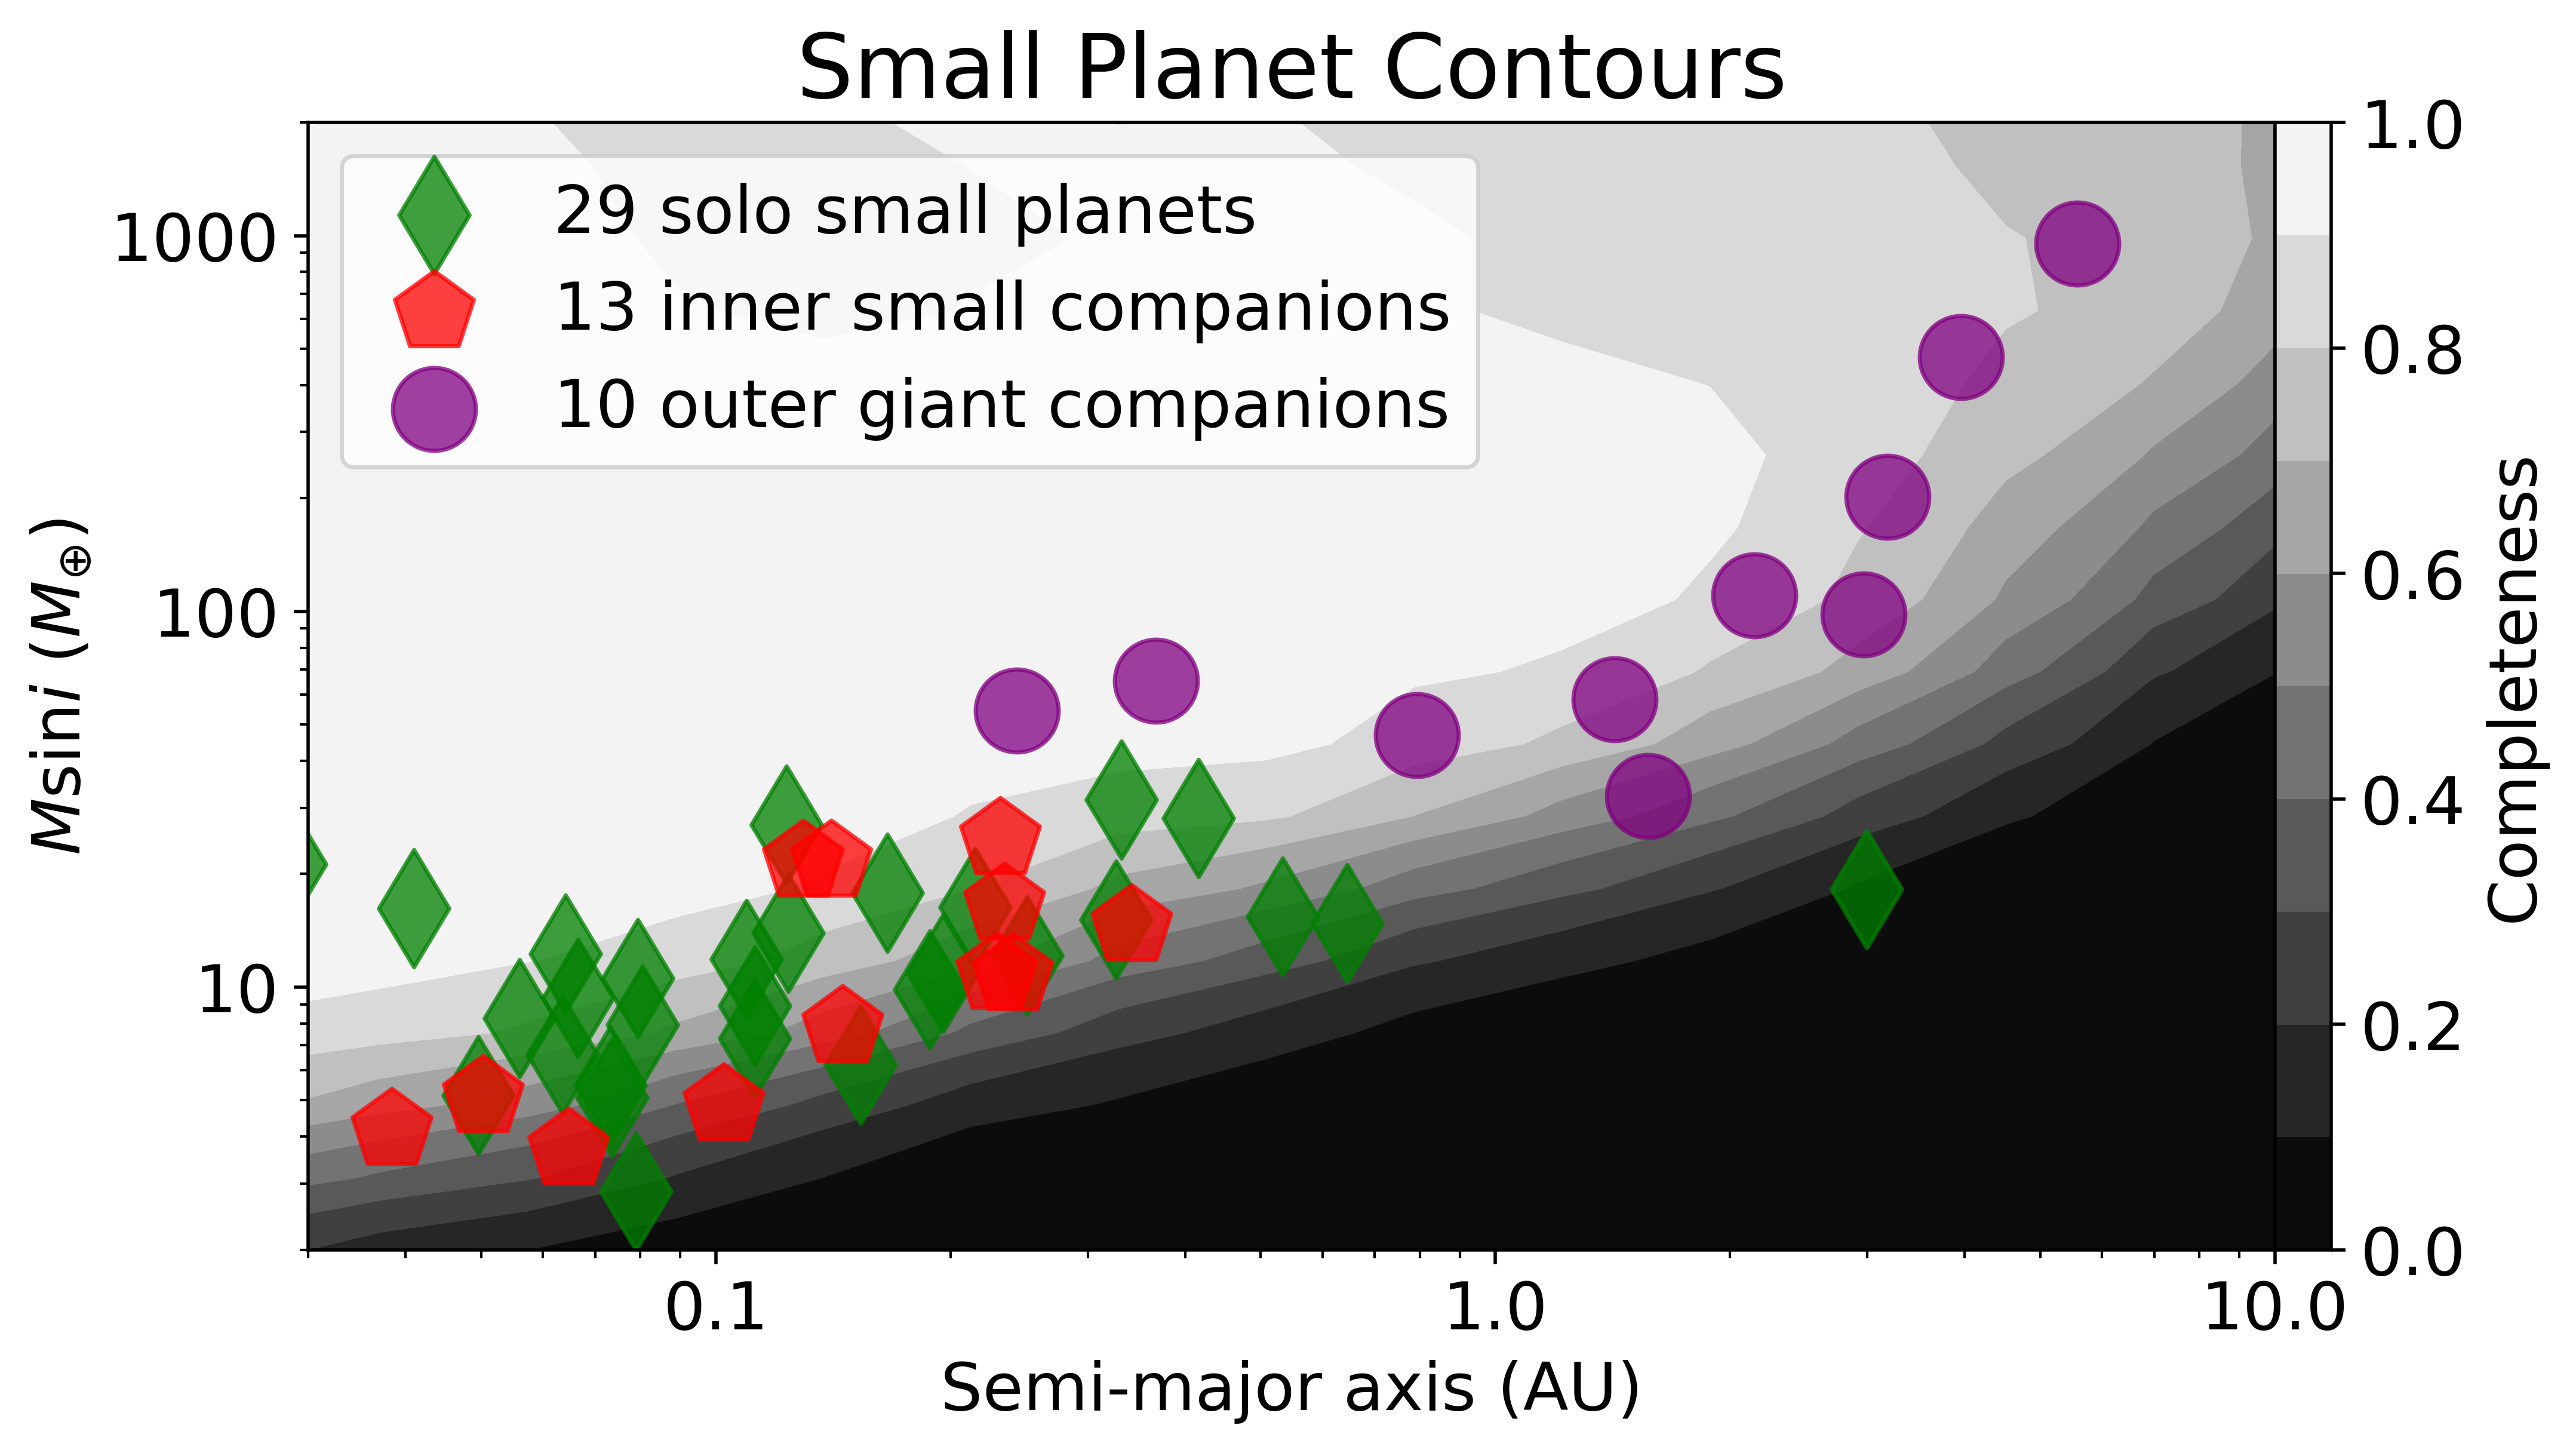 Small Planet Contours
29 solo small planets
13 inner small companions
10 outer giant companions
1000
100
10
Msini (M⊕)
0.1
1.0
10.0
Semi-major axis (AU)
1.0
0.8
0.6
0.4
0.2
0.0
Completeness